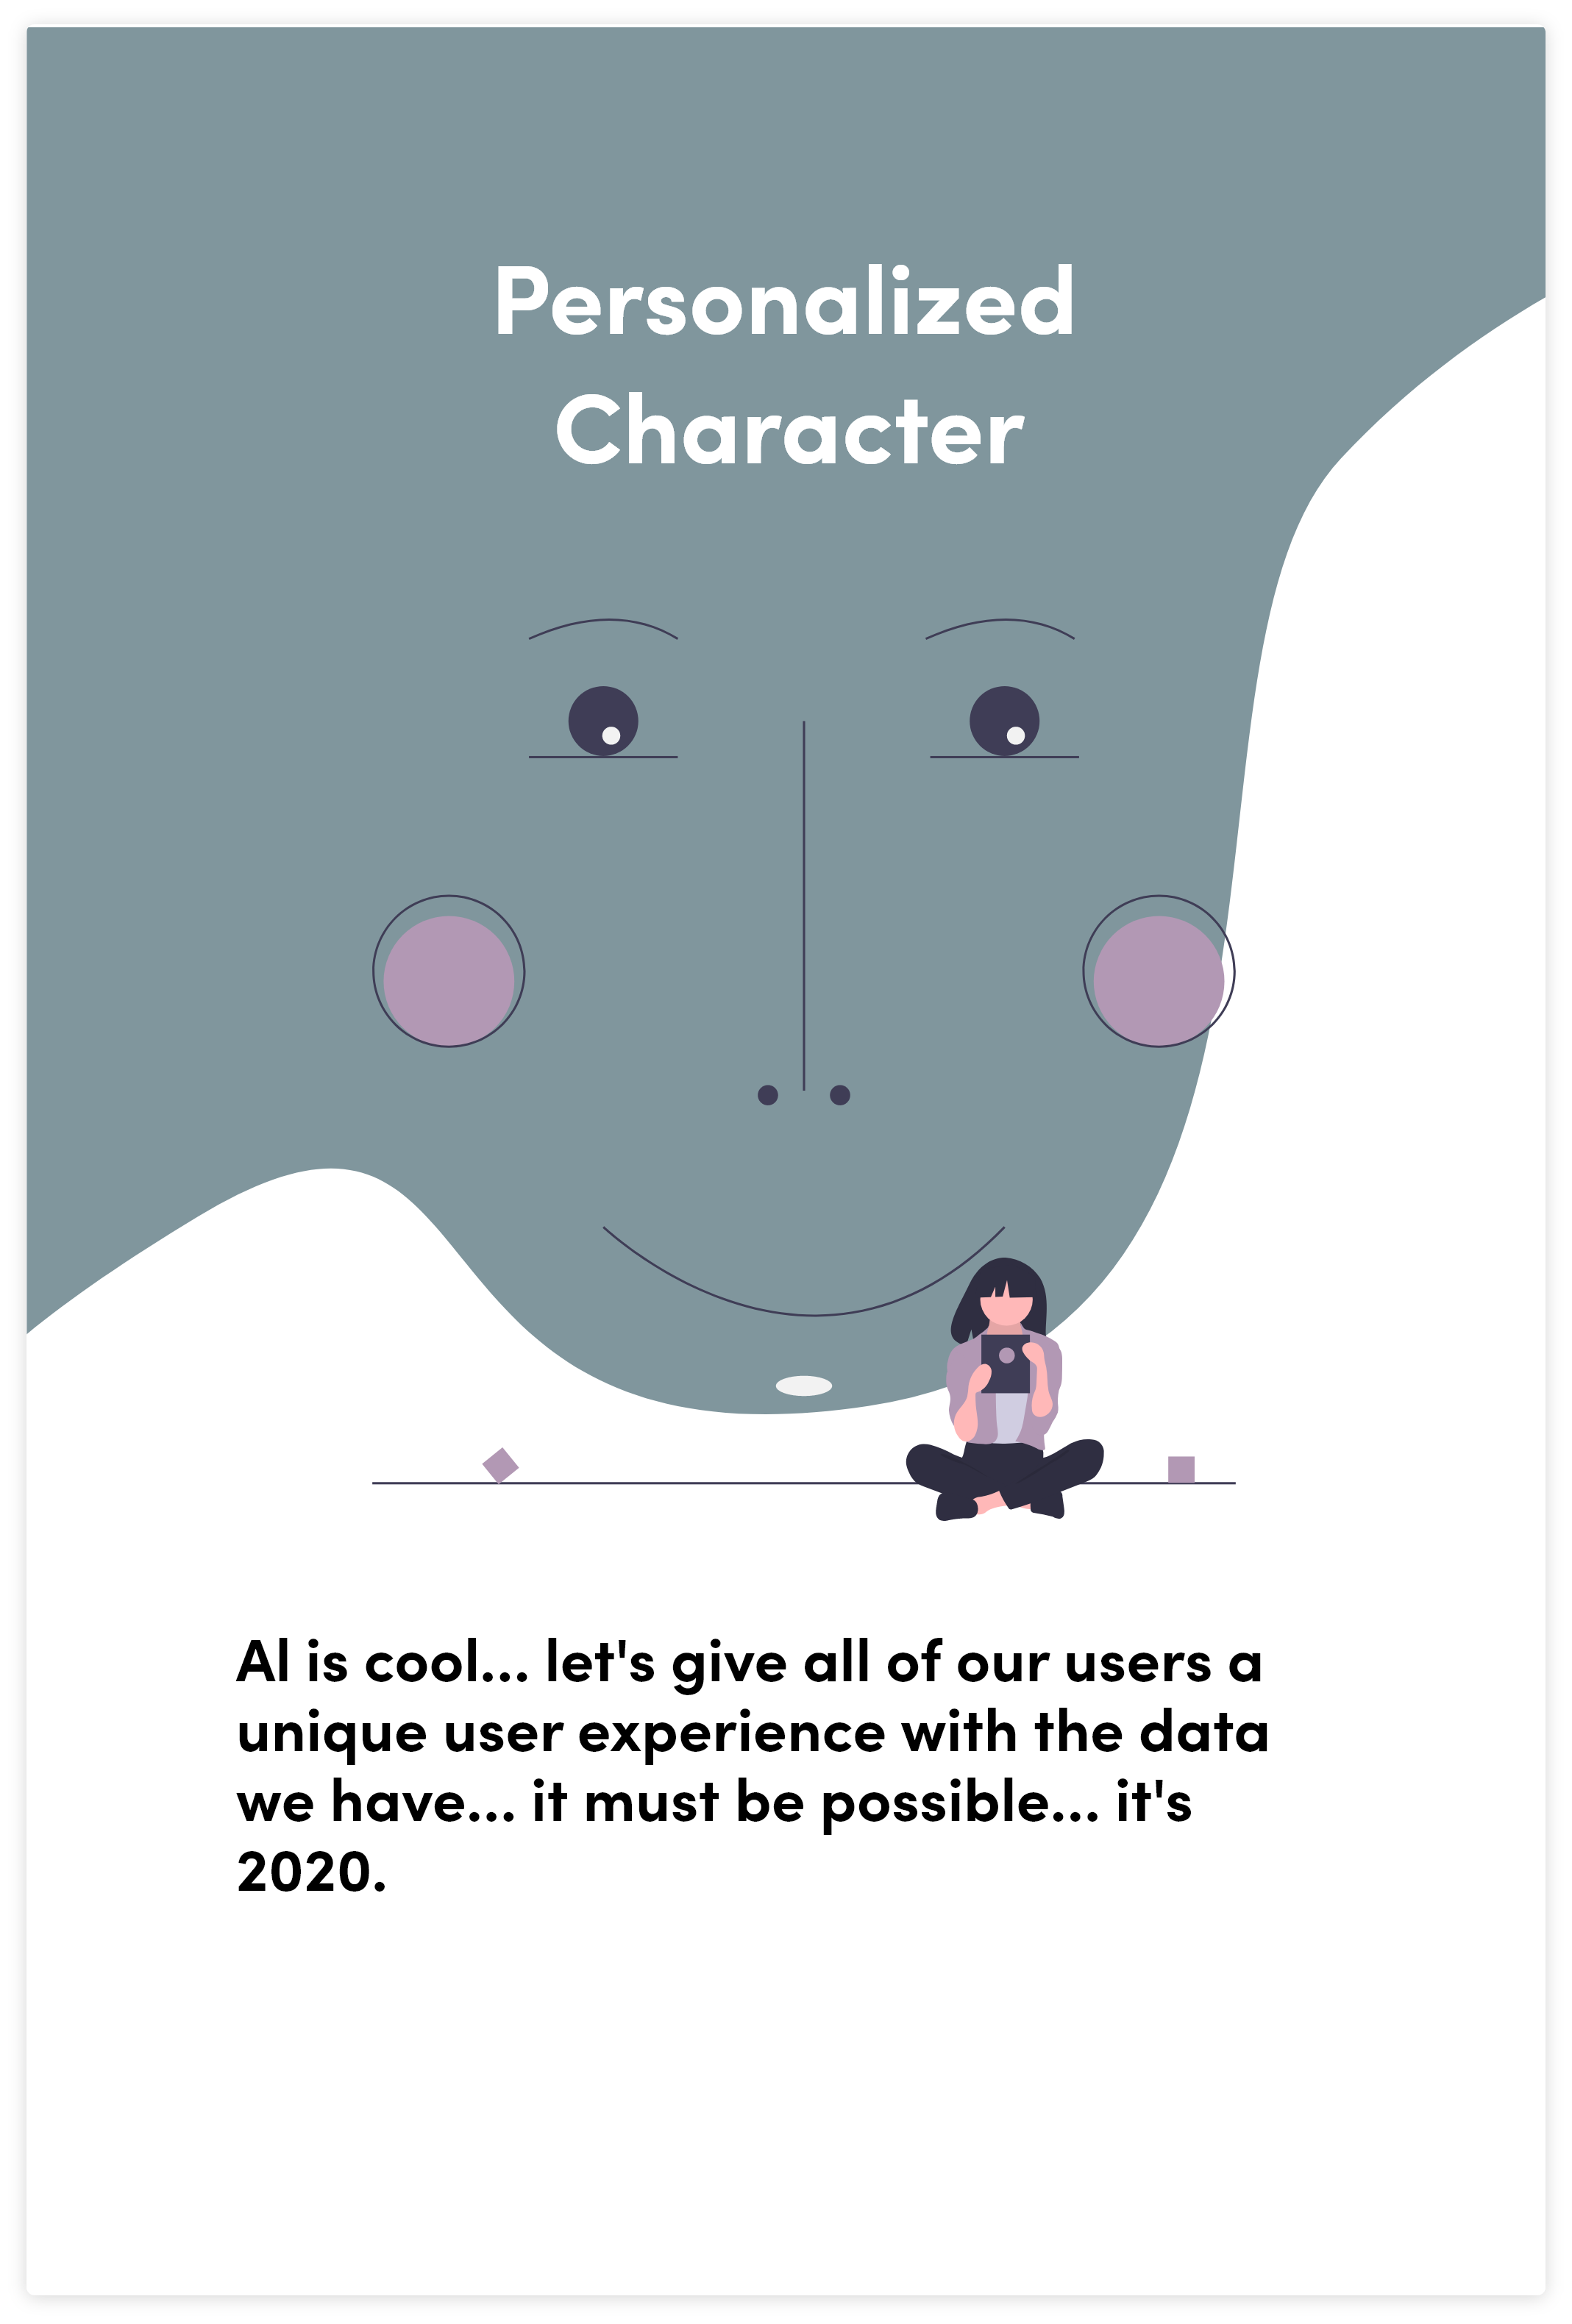 Personalized
Character
AI is cool... let's give all of our users a
unique user experience with the data
we have... it must be possible... it's
2020.